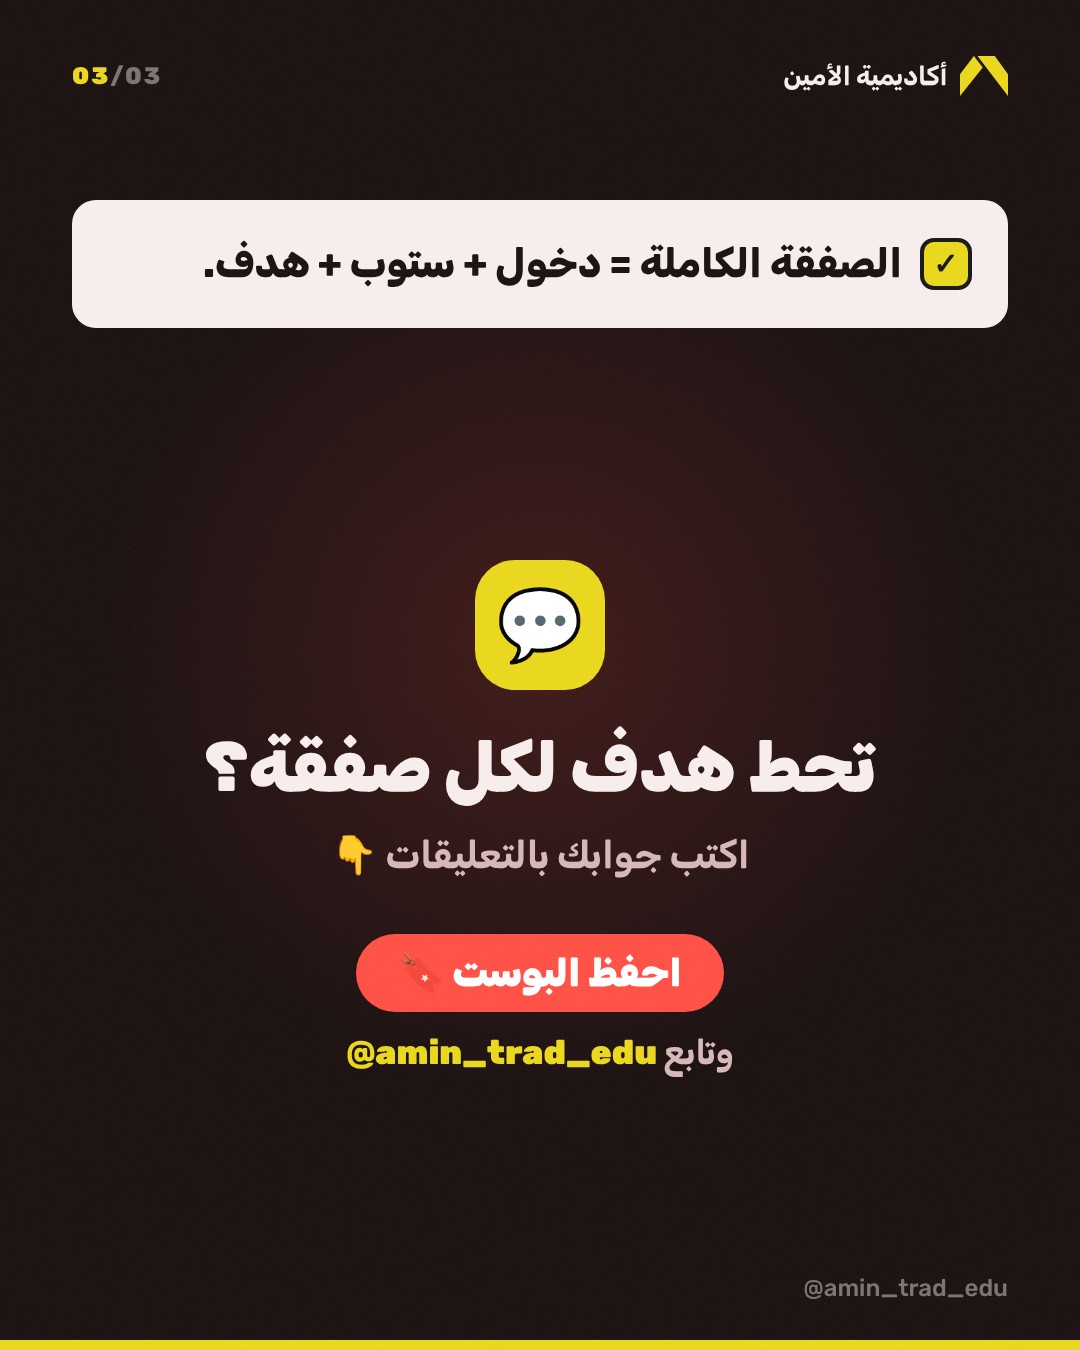 أكاديمية الأمين
03/03
✓ الصفقة الكاملة = دخول + ستوب + هدف.
💬
تحط هدف لكل صفقة؟
اكتب جوابك بالتعليقات 👇
احفظ البوست 🔖
وتابع @amin_trad_edu
@amin_trad_edu